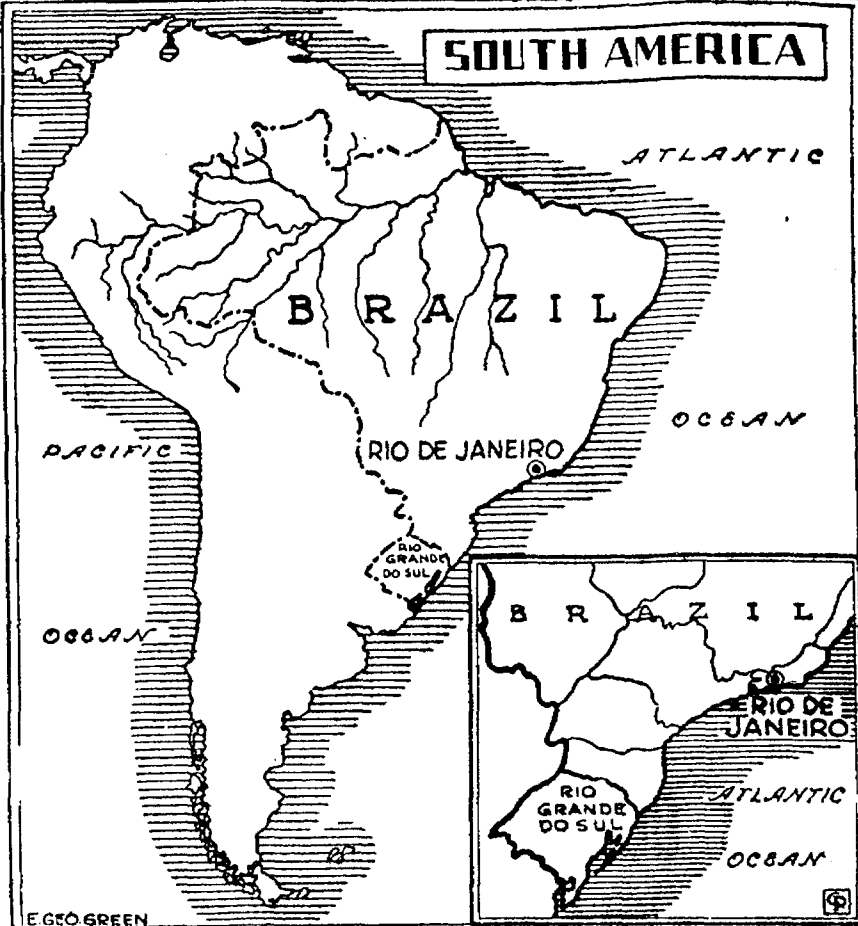 SOUTH AMERICA
ATLANTIC
BRAZIL
OCEAN
PACIFIC
RIO DE JANEIRO
RIO
GRANDE
DO SUL
OCEAN
BRAZIL
RIO DE
JANEIRO
RIO
GRANDE
DO SUL
ATLANTIC
OCEAN
E. GEO. GREEN